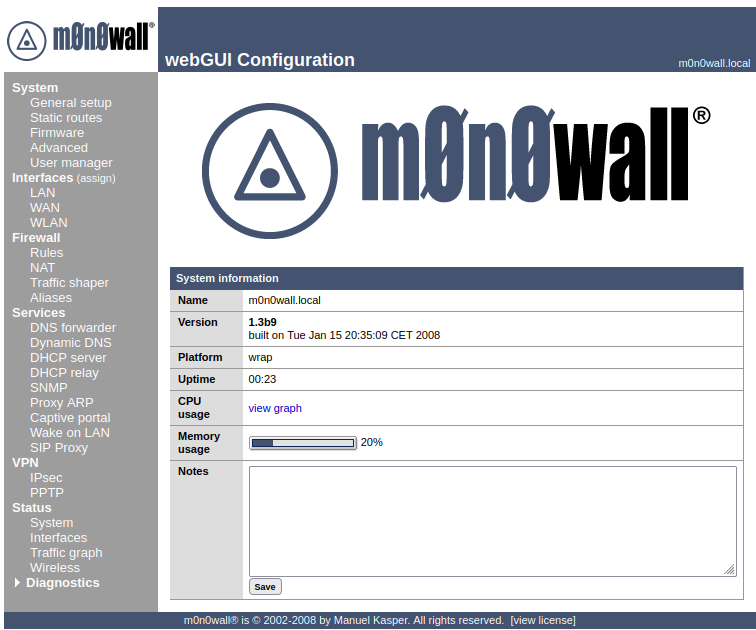 m0n0wall®
webGUI Configuration
m0n0wall.local
System
General setup
Static routes
Firmware
Advanced
User manager
Interfaces (assign)
LAN
WAN
WLAN
Firewall
Rules
NAT
Traffic shaper
Aliases
Services
DNS forwarder
Dynamic DNS
DHCP server
DHCP relay
SNMP
Proxy ARP
Captive portal
Wake on LAN
SIP Proxy
VPN
IPsec
PPTP
Status
System
Interfaces
Traffic graph
Wireless
Diagnostics
m0n0wall®
System information
Name m0n0wall.local
Version 1.3b9
built on Tue Jan 15 20:35:09 CET 2008
Platform wrap
Uptime 00:23
CPU
usage view graph
Memory
usage 20%
Notes
Save
m0n0wall® is © 2002-2008 by Manuel Kasper. All rights reserved. [view license]